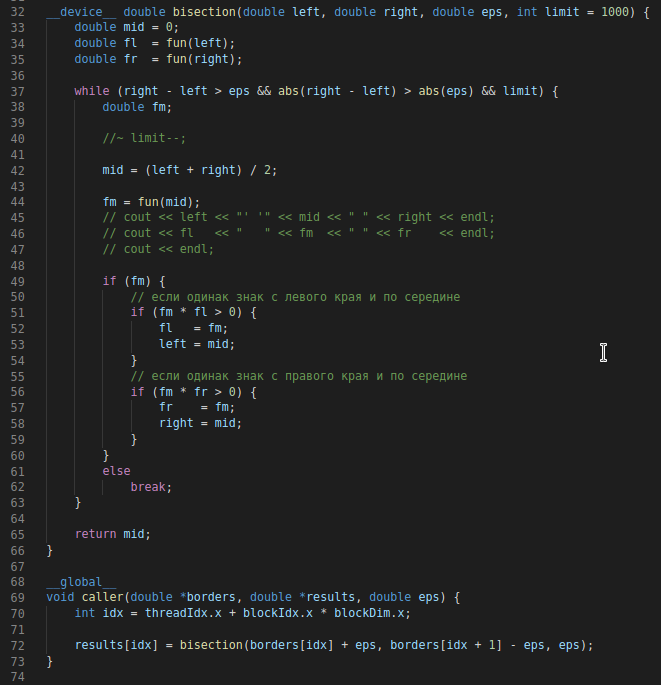 32 __device__ double bisection(double left, double right, double eps, int limit = 1000) {
33     double mid = 0;
34     double fl  = fun(left);
35     double fr  = fun(right);
36
37     while (right - left > eps && abs(right - left) > abs(eps) && limit) {
38         double fm;
39
40         //~ limit--;
41
42         mid = (left + right) / 2;
43
44         fm = fun(mid);
45         // cout << left << "' '" << mid << " " << right << endl;
46         // cout << fl   << "   " << fm  << " " << fr    << endl;
47         // cout << endl;
48
49         if (fm) {
50             // если одинак знак с левого края и по середине
51             if (fm * fl > 0) {
52                 fl   = fm;
53                 left = mid;
54             }
55             // если одинак знак с правого края и по середине
56             if (fm * fr > 0) {
57                 fr    = fm;
58                 right = mid;
59             }
60         }
61         else
62             break;
63     }
64
65     return mid;
66 }
67
68 __global__
69 void caller(double *borders, double *results, double eps) {
70     int idx = threadIdx.x + blockIdx.x * blockDim.x;
71
72     results[idx] = bisection(borders[idx] + eps, borders[idx + 1] - eps, eps);
73 }
74